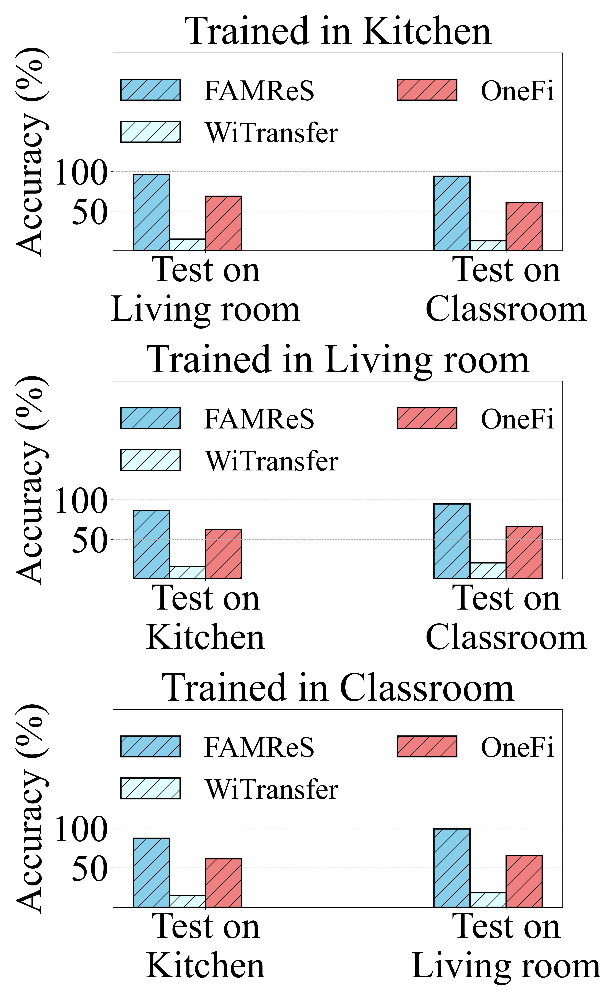 Trained in Kitchen
Accuracy (%)
FAMReS
OneFi
WiTransfer
100
50
Test on
Living room
Test on
Classroom
Trained in Living room
Accuracy (%)
FAMReS
OneFi
WiTransfer
100
50
Test on
Kitchen
Test on
Classroom
Trained in Classroom
Accuracy (%)
FAMReS
OneFi
WiTransfer
100
50
Test on
Kitchen
Test on
Living room